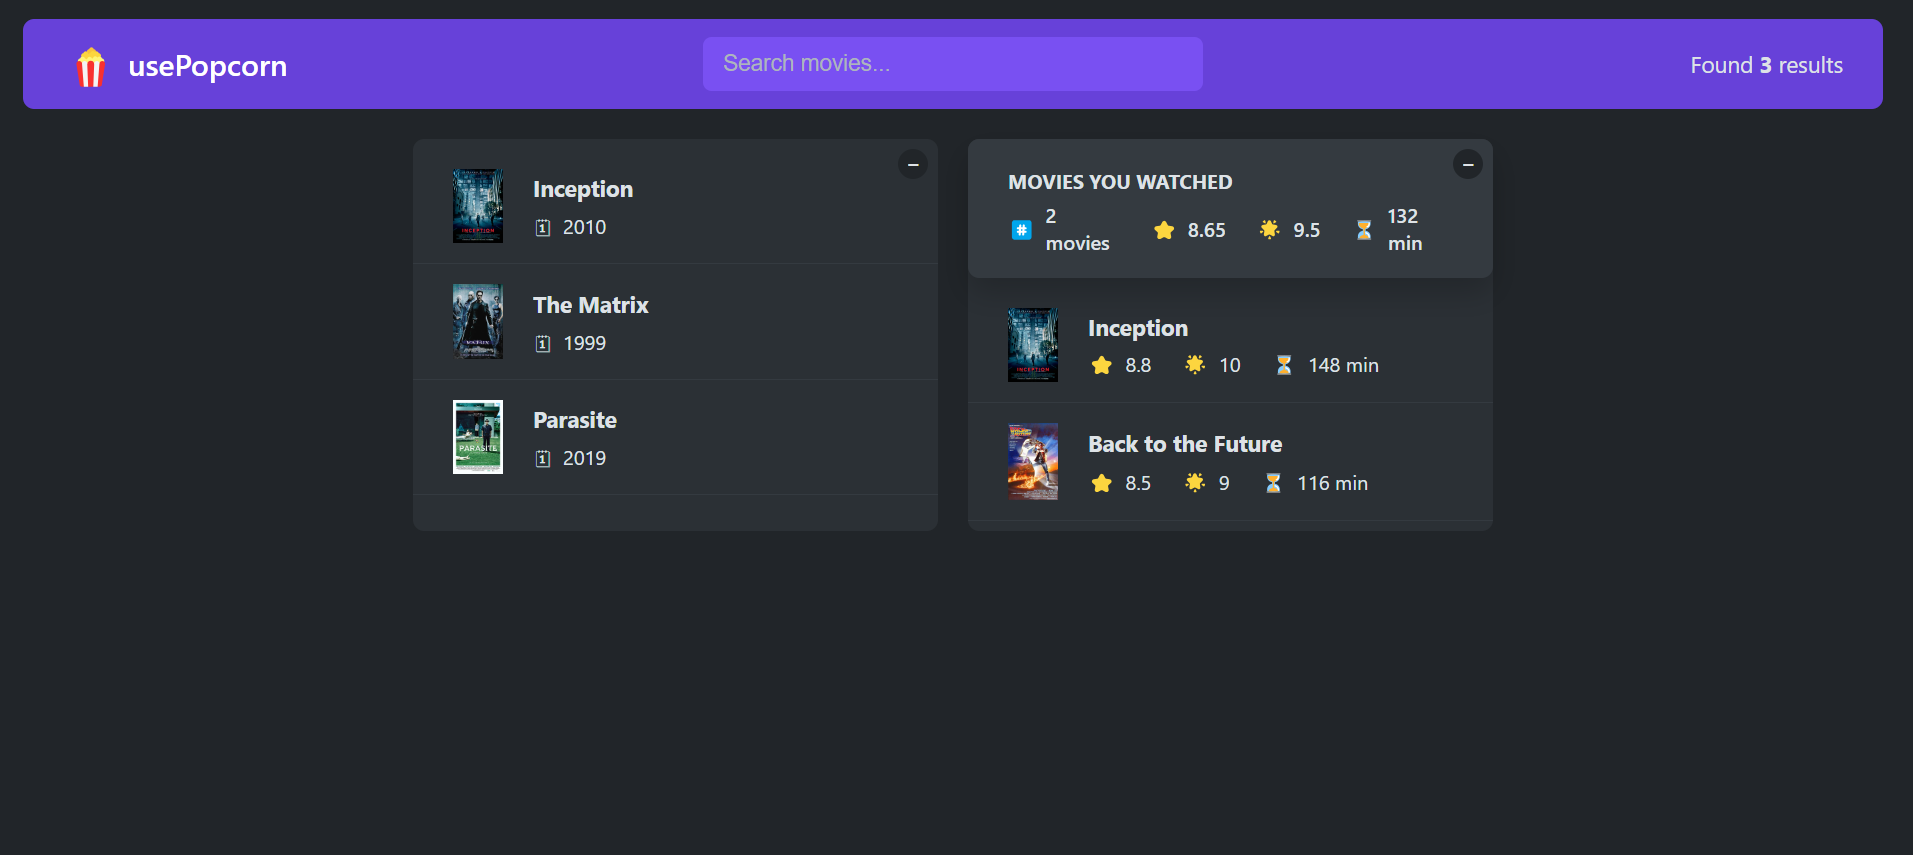 usePopcorn
Search movies...
Found 3 results
Inception
2010
The Matrix
1999
Parasite
2019
MOVIES YOU WATCHED
2 movies
8.65
9.5
132 min
Inception
8.8
10
148 min
Back to the Future
8.5
9
116 min